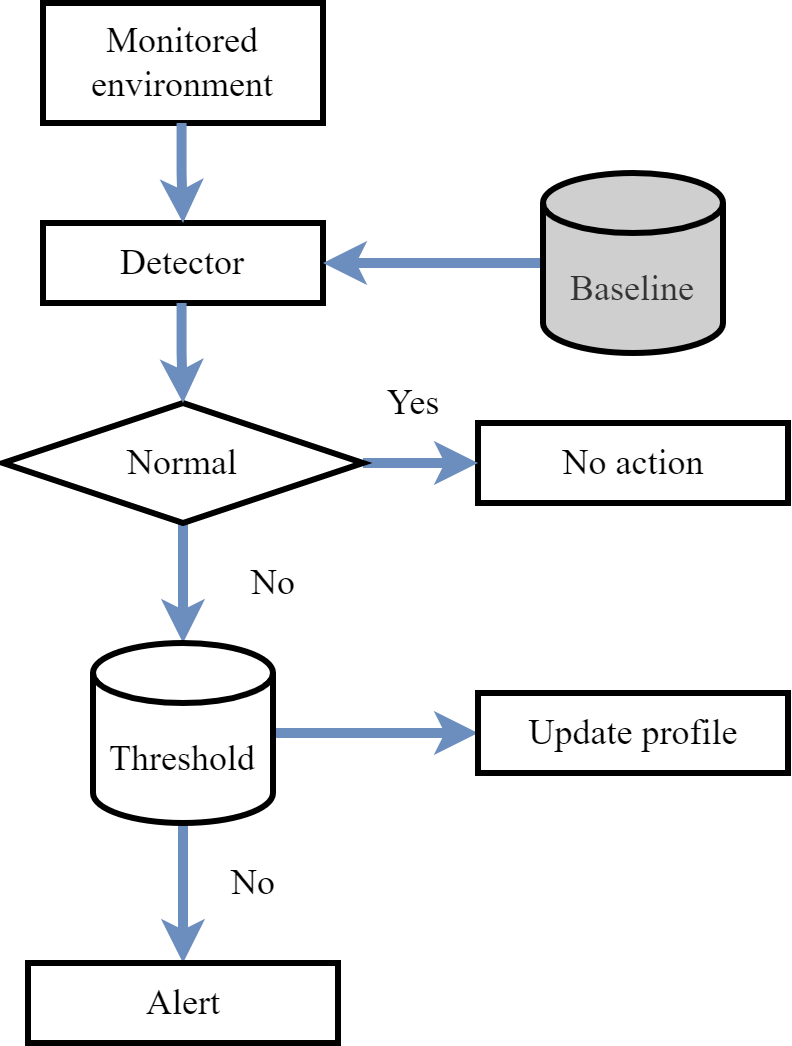 Monitored
environment
Detector
Baseline
Yes
Normal
No action
No
Threshold
Update profile
No
Alert